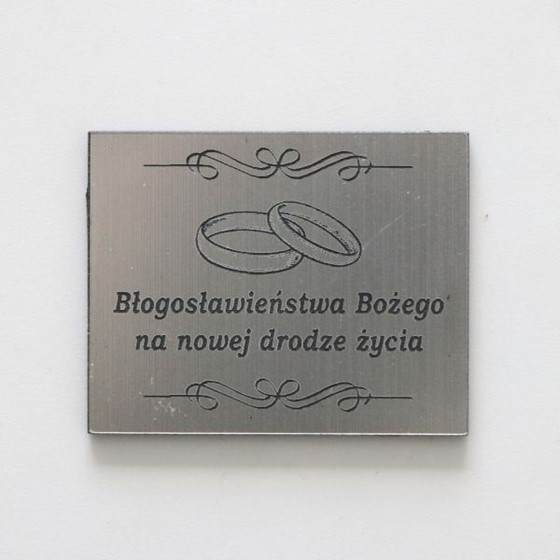 Błogosławieństwa Bożego
na nowej drodze życia